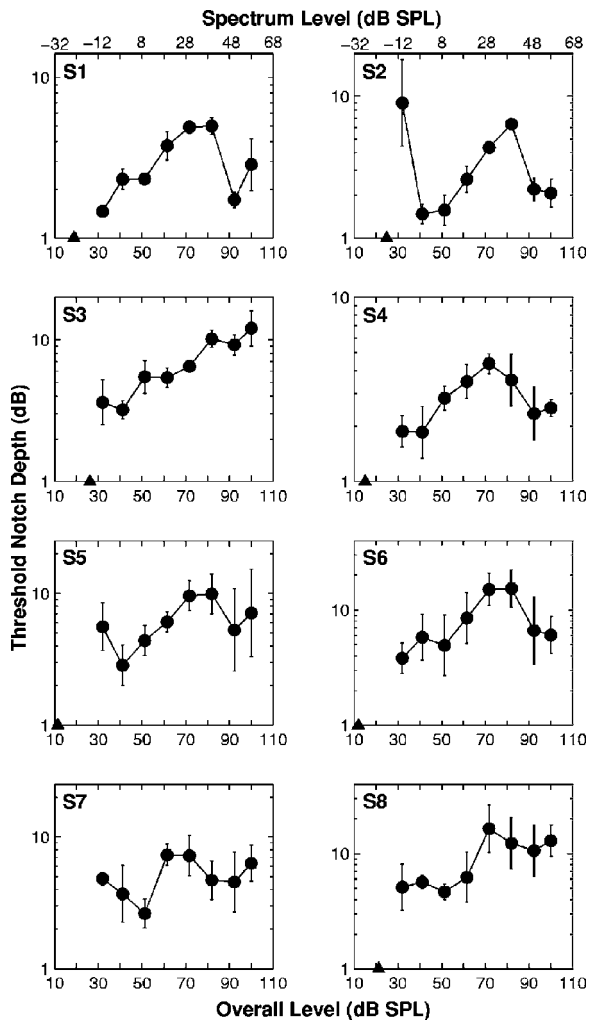 Spectrum Level (dB SPL)
−32 −12 8 28 48 68 −32 −12 8 28 48 68
S1 S2
10 10
1 1
10 30 50 70 90 110 10 30 50 70 90 110
S3 S4
10 10
1 1
10 30 50 70 90 110 10 30 50 70 90 110
Threshold Notch Depth (dB)
S5 S6
10 10
1 1
10 30 50 70 90 110 10 30 50 70 90 110
S7 S8
10 10
1 1
10 30 50 70 90 110 10 30 50 70 90 110
Overall Level (dB SPL)